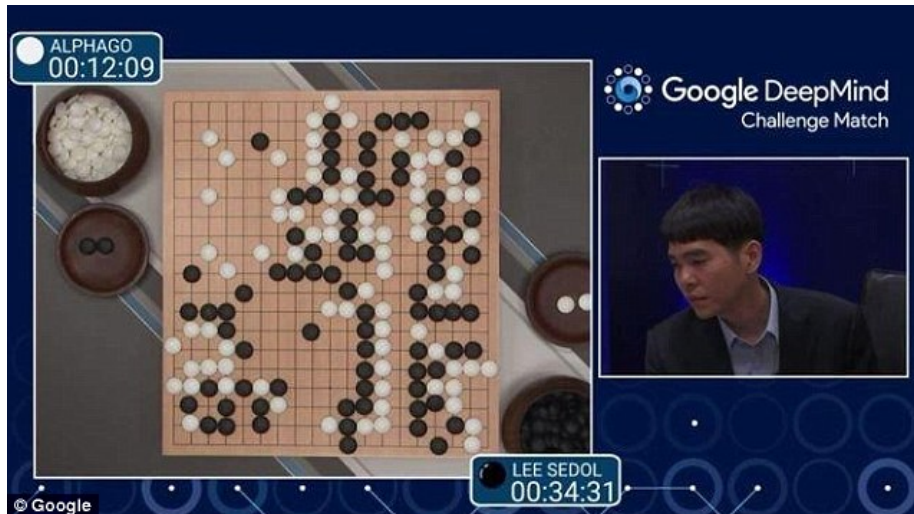 ALPHAGO
00:12:09
Google DeepMind
Challenge Match
LEE SEDOL
00:34:31
© Google